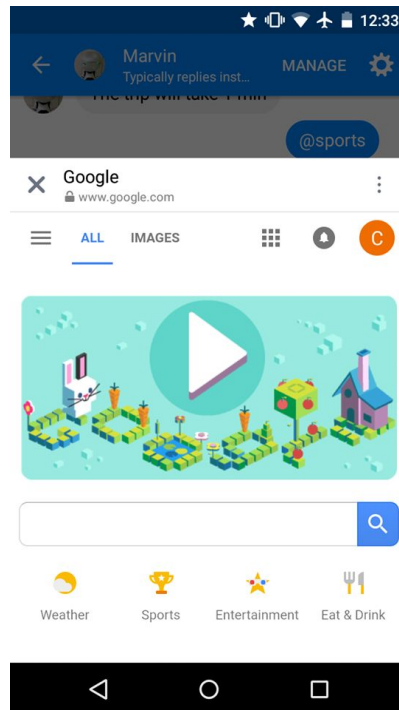 12:33
Marvin
Typically replies inst...
MANAGE
The trip will take 1 min
@sports
Google
www.google.com
ALL
IMAGES
C
Weather
Sports
Entertainment
Eat & Drink